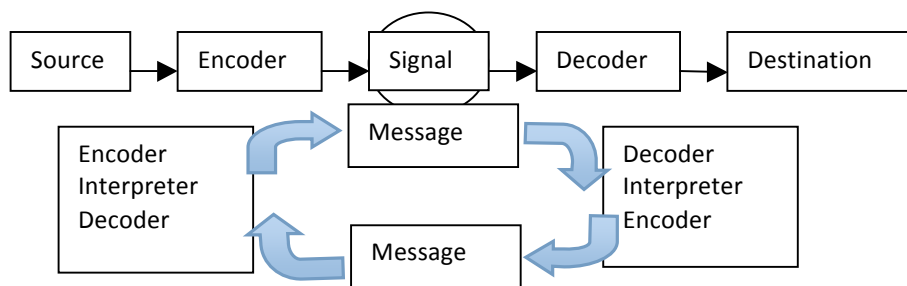 Source Encoder Signal Decoder Destination
Message
Encoder
Interpreter
Decoder
Decoder
Interpreter
Encoder
Message